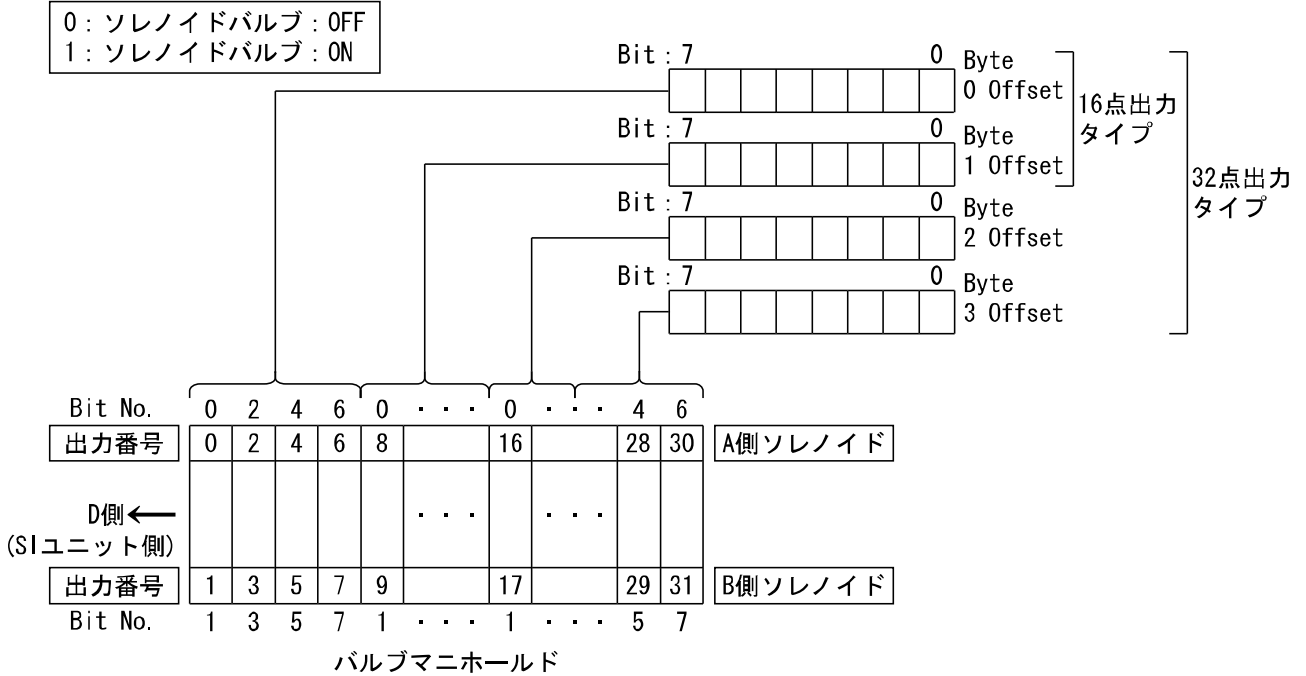 0：ソレノイドバルブ：OFF
1：ソレノイドバルブ：ON
Bit：7 0 Byte
0 Offset
Bit：7 0 Byte
1 Offset
16点出力
タイプ
Bit：7 0 Byte
2 Offset
Bit：7 0 Byte
3 Offset
32点出力
タイプ
Bit No. 0 2 4 6 0 ・・・ 0 ・・・ 4 6
出力番号 0 2 4 6 8 16 28 30 A側ソレノイド
D側 ・・・ ・・・
(SIユニット側)
出力番号 1 3 5 7 9 17 29 31 B側ソレノイド
Bit No. 1 3 5 7 1 ・・・ 1 ・・・ 5 7
バルブマニホールド